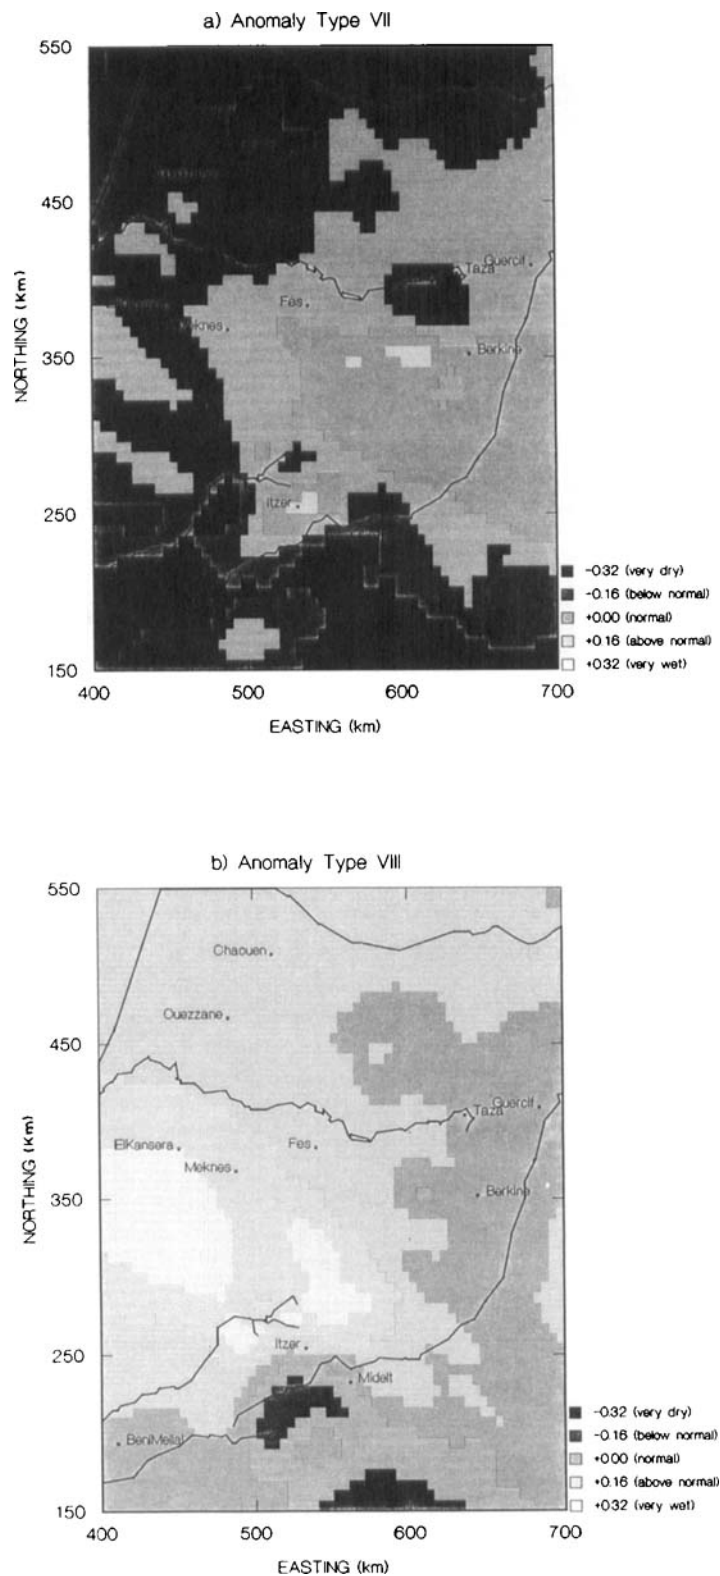 a) Anomaly Type VII
550
450
350
250
150
NORTHING (km)
Guercif
Taza
Fes
Meknes
Berkine
Itzer
400
500
600
700
EASTING (km)
-0.32 (very dry)
-0.16 (below normal)
+0.00 (normal)
+0.16 (above normal)
+0.32 (very wet)
b) Anomaly Type VIII
550
450
350
250
150
NORTHING (km)
Chaouen
Ouezzane
Guercif
Taza
ElKansera
Fes
Meknes
Berkine
Itzer
Midelt
BeniMellal
400
500
600
700
EASTING (km)
-0.32 (very dry)
-0.16 (below normal)
+0.00 (normal)
+0.16 (above normal)
+0.32 (very wet)